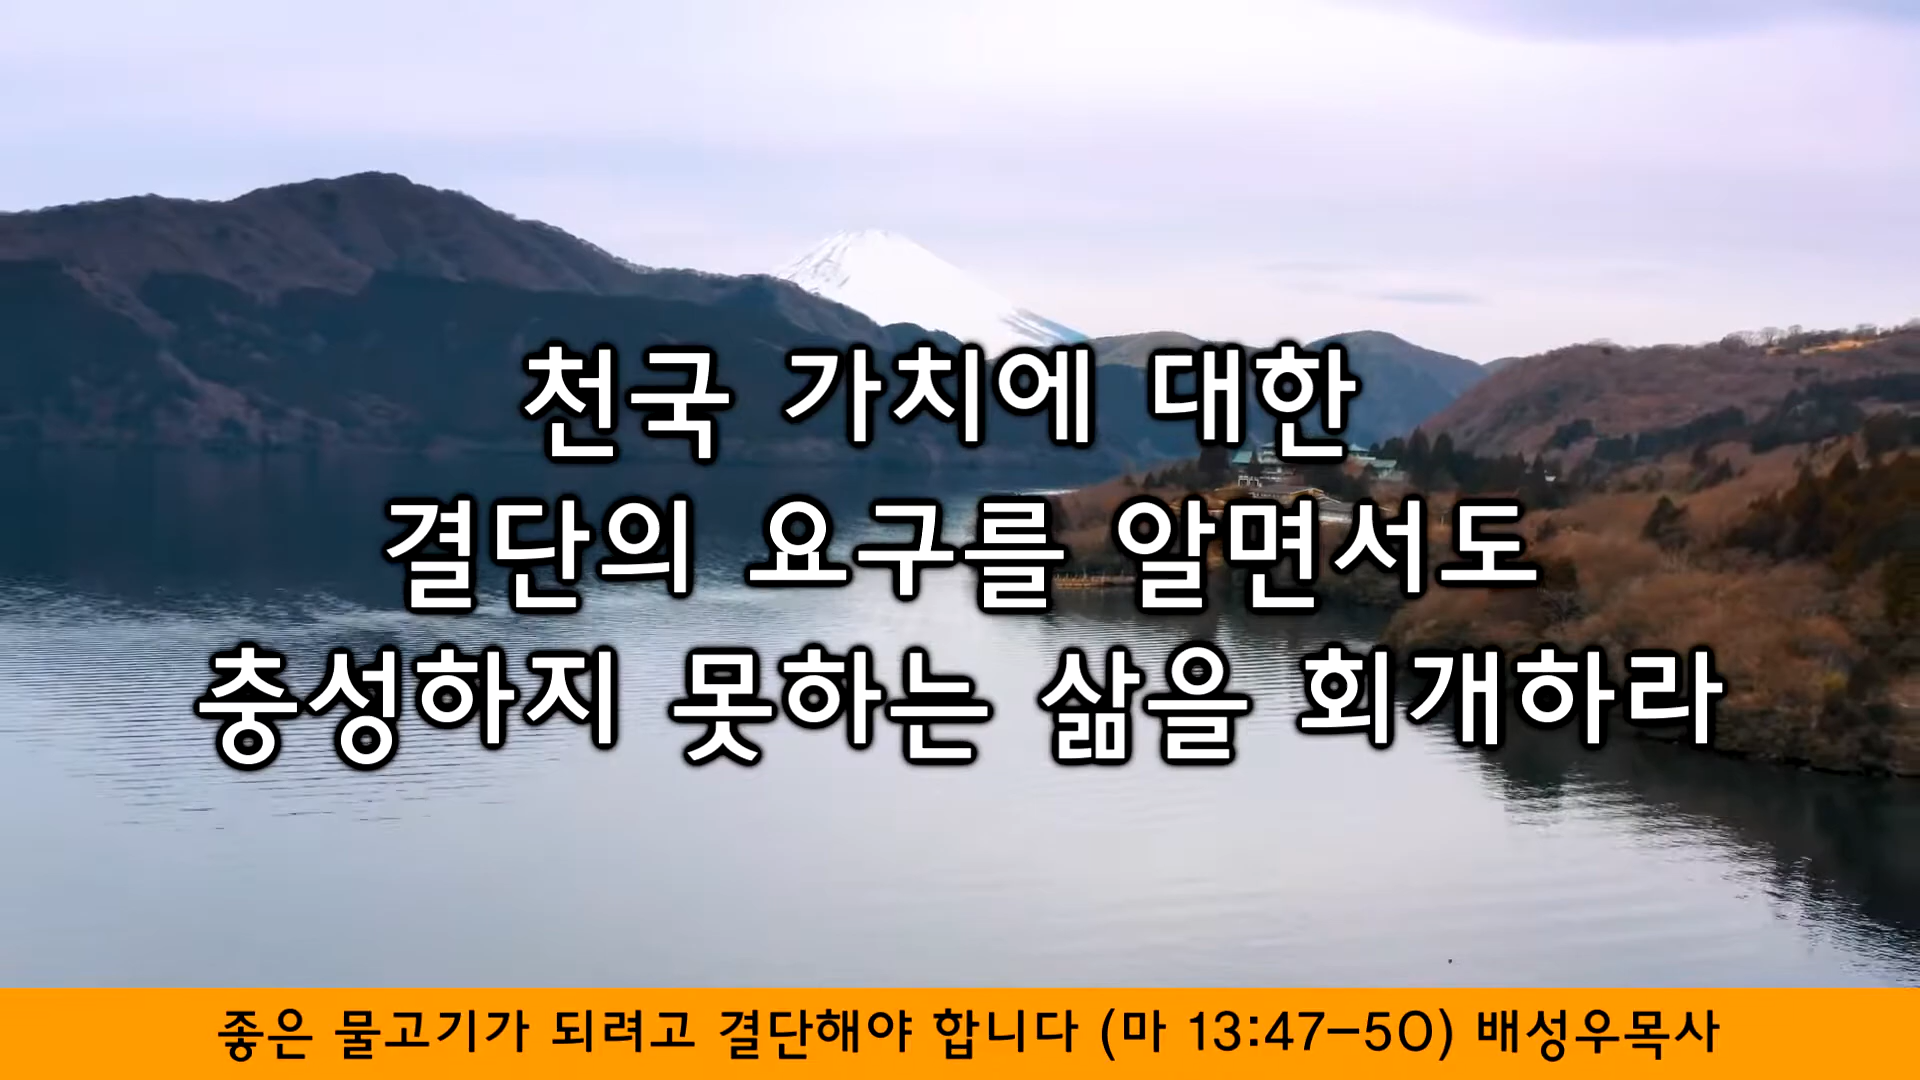 천국 가치에 대한
결단의 요구를 알면서도
충성하지 못하는 삶을 회개하라
좋은 물고기가 되려고 결단해야 합니다 (마 13:47-50) 배성우목사